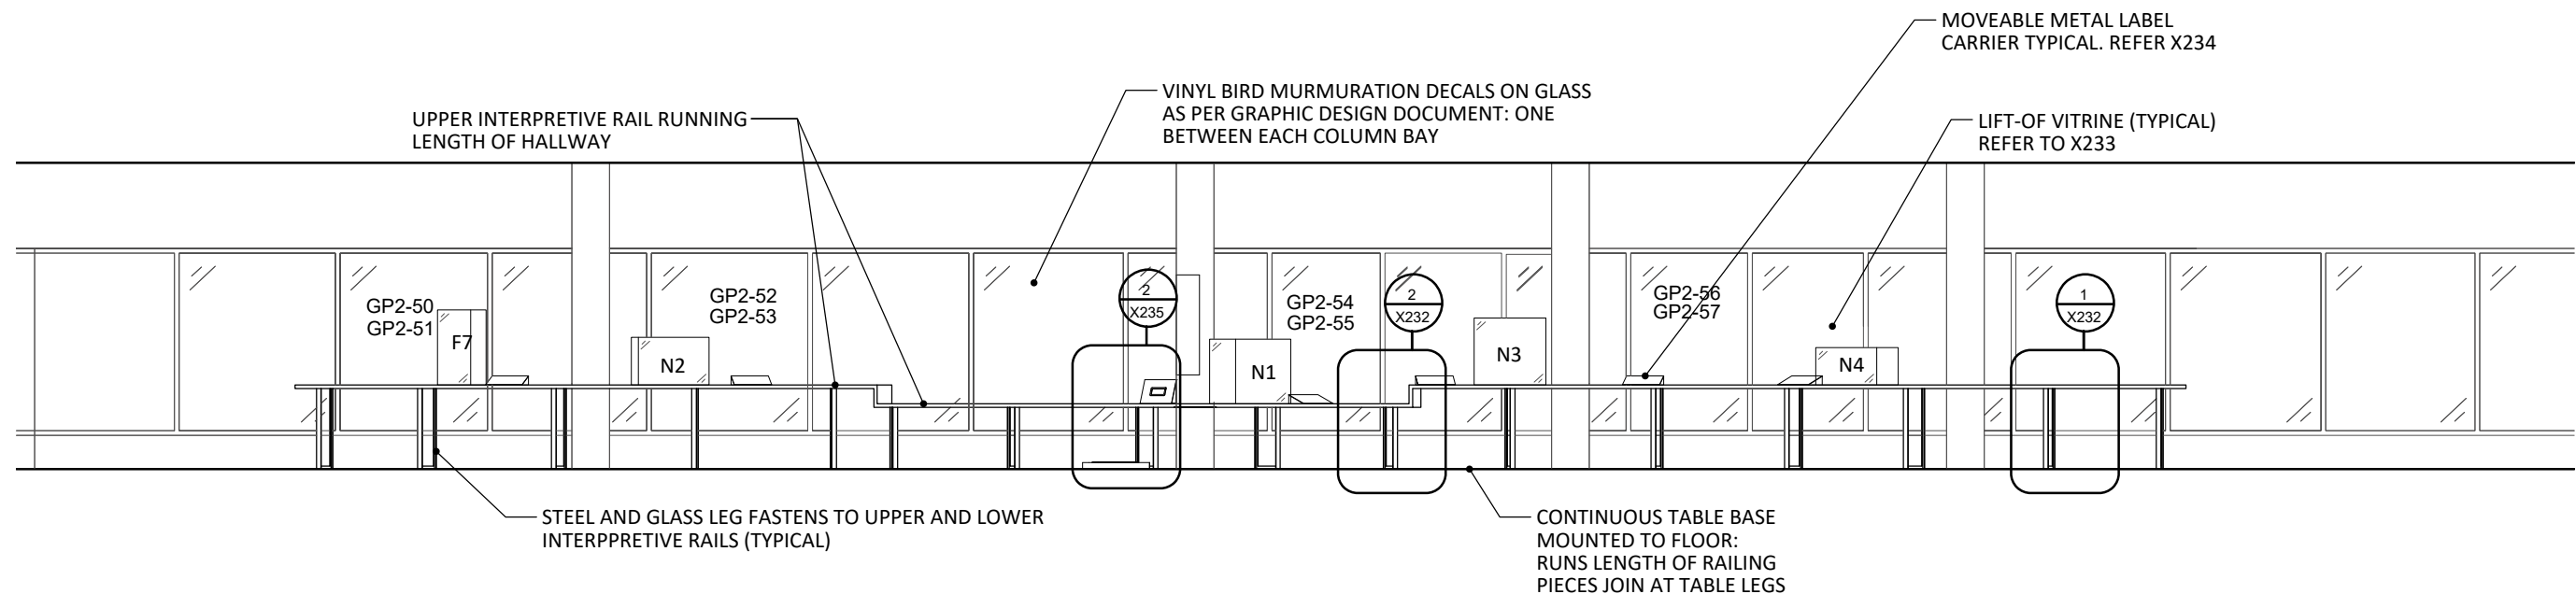 MOVEABLE METAL LABEL
CARRIER TYPICAL. REFER X234
VINYL BIRD MURMURATION DECALS ON GLASS
AS PER GRAPHIC DESIGN DOCUMENT: ONE
BETWEEN EACH COLUMN BAY
UPPER INTERPRETIVE RAIL RUNNING
LENGTH OF HALLWAY
LIFT-OF VITRINE (TYPICAL)
REFER TO X233
GP2-50
GP2-51
F7
GP2-52
GP2-53
N2
2
X235
GP2-54
GP2-55
N1
2
X232
N3
GP2-56
GP2-57
N4
1
X232
STEEL AND GLASS LEG FASTENS TO UPPER AND LOWER
INTERPPRETIVE RAILS (TYPICAL)
CONTINUOUS TABLE BASE
MOUNTED TO FLOOR:
RUNS LENGTH OF RAILING
PIECES JOIN AT TABLE LEGS